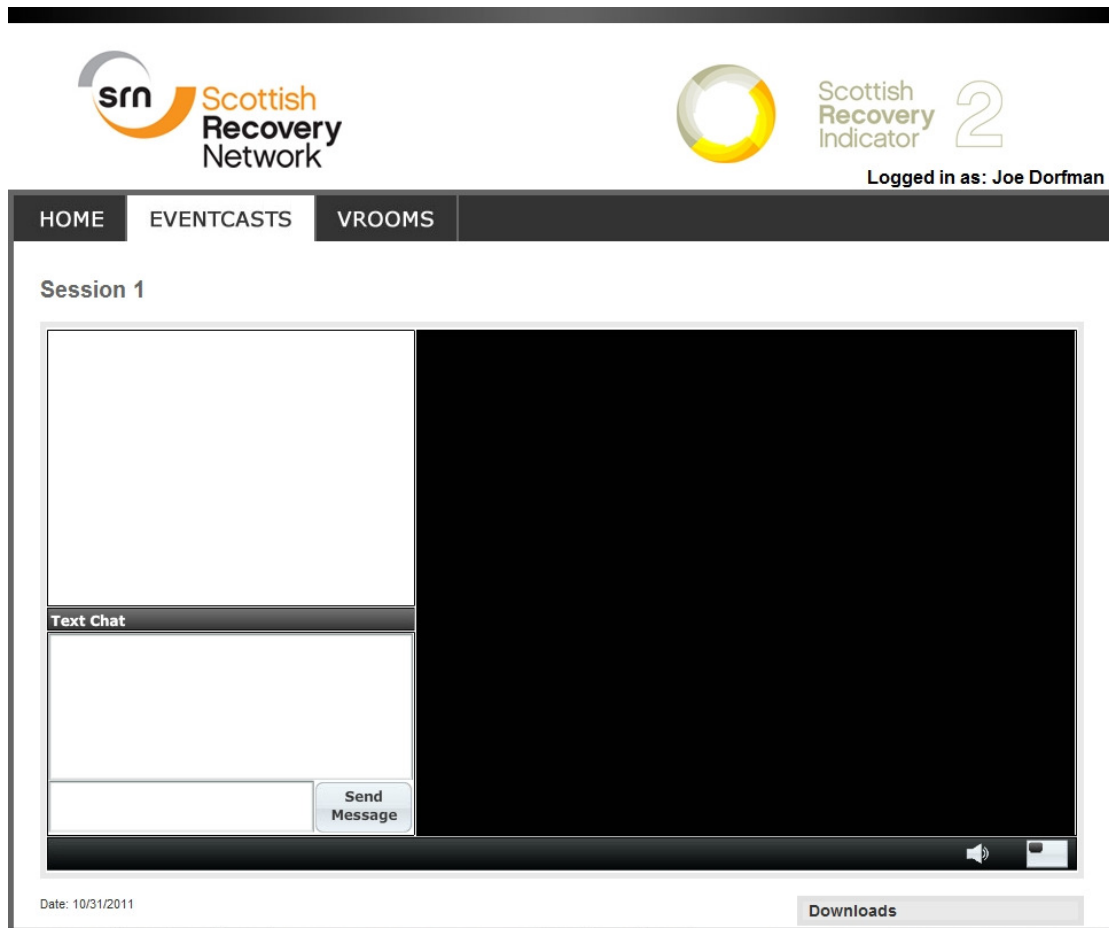 srn
Scottish
Recovery
Network
Scottish
Recovery
Indicator
2
Logged in as: Joe Dorfman
HOME
EVENTCASTS
VROOMS
Session 1
Text Chat
Send
Message
Date: 10/31/2011
Downloads